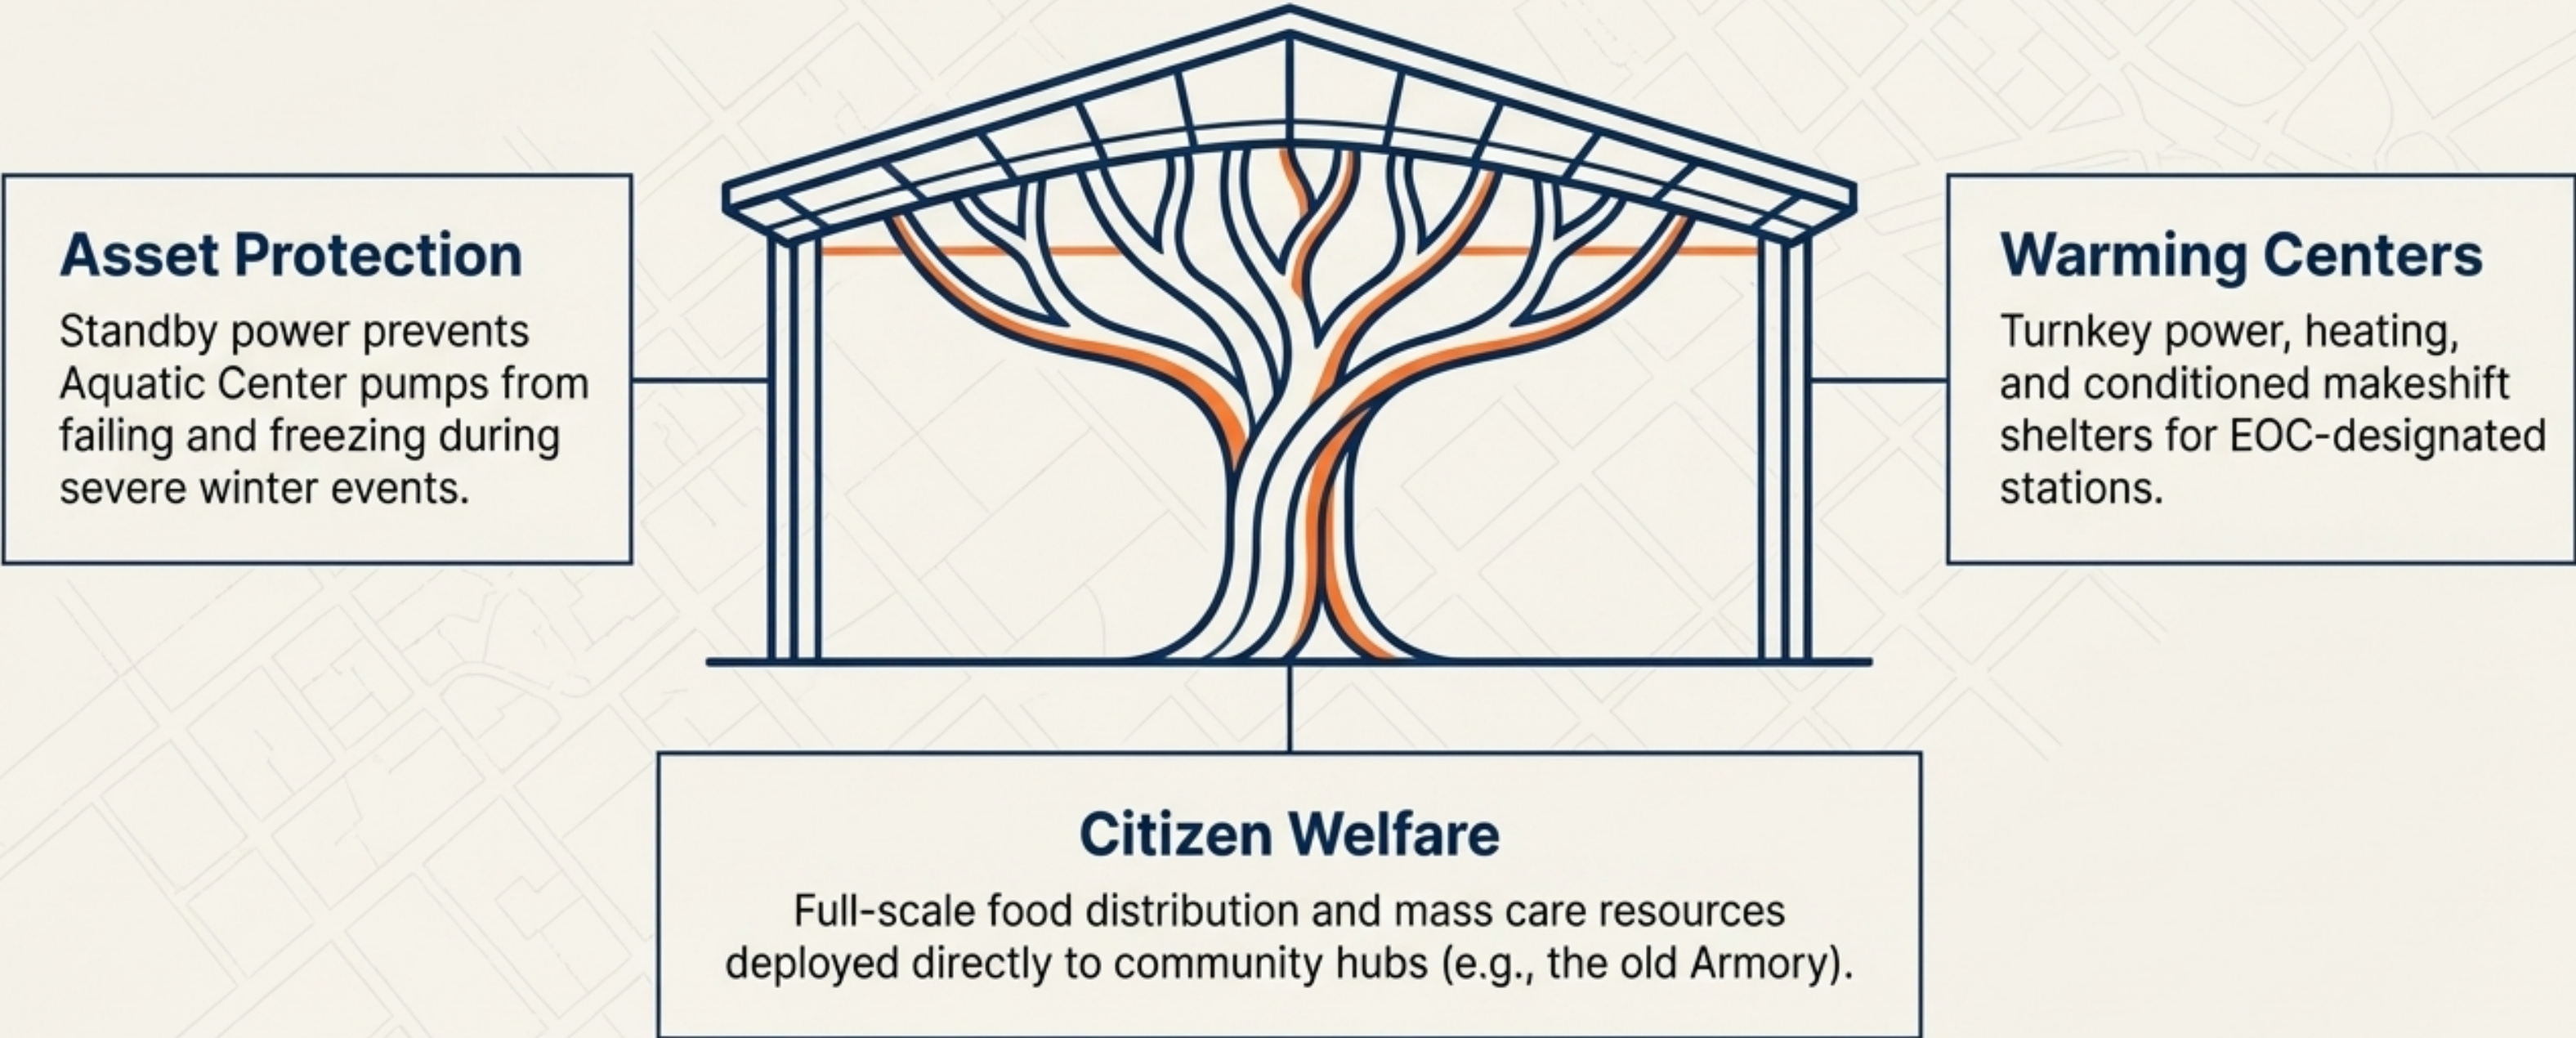 Asset Protection
Standby power prevents
Aquatic Center pumps from
failing and freezing during
severe winter events.
Warming Centers
Turnkey power, heating,
and conditioned makeshift
shelters for EOC-designated
stations.
Citizen Welfare
Full-scale food distribution and mass care resources
deployed directly to community hubs (e.g., the old Armory).